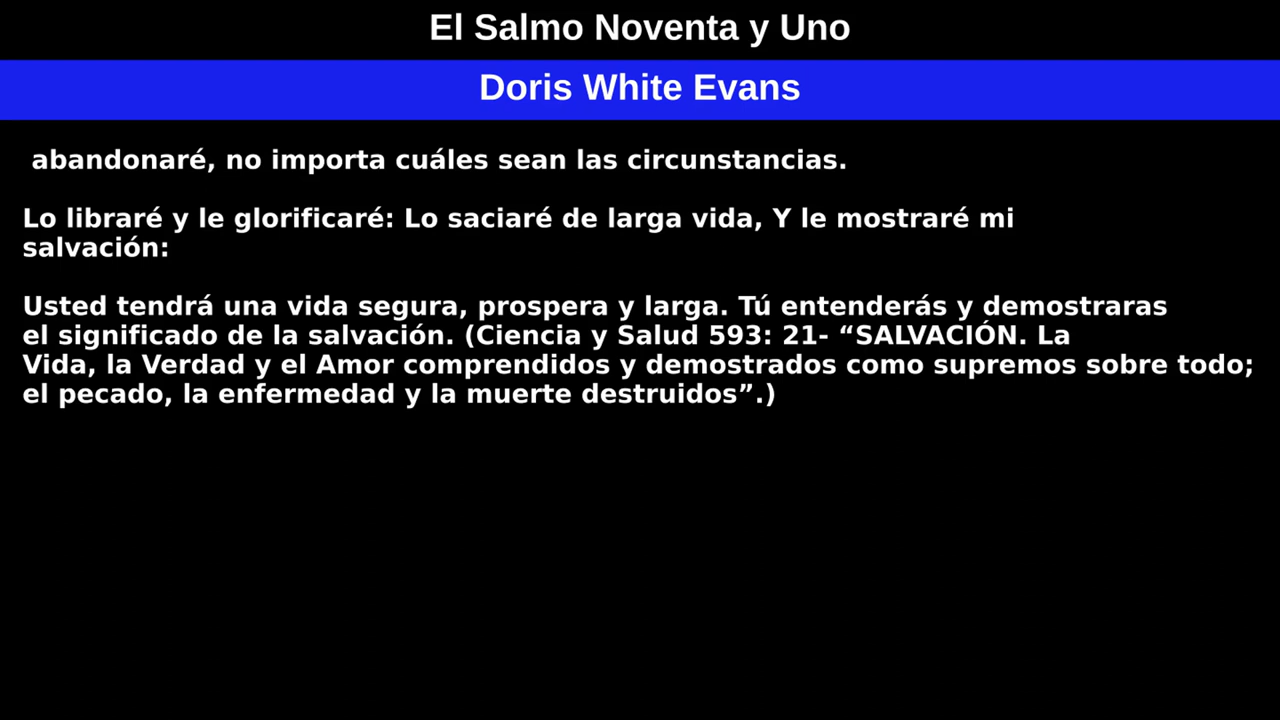 El Salmo Noventa y Uno
Doris White Evans
abandonaré, no importa cuáles sean las circunstancias.
Lo libraré y le glorificaré: Lo saciaré de larga vida, Y le mostraré mi
salvación:
Usted tendrá una vida segura, prospera y larga. Tú entenderás y demostraras
el significado de la salvación. (Ciencia y Salud 593: 21- “SALVACIÓN. La
Vida, la Verdad y el Amor comprendidos y demostrados como supremos sobre todo;
el pecado, la enfermedad y la muerte destruidos”.)